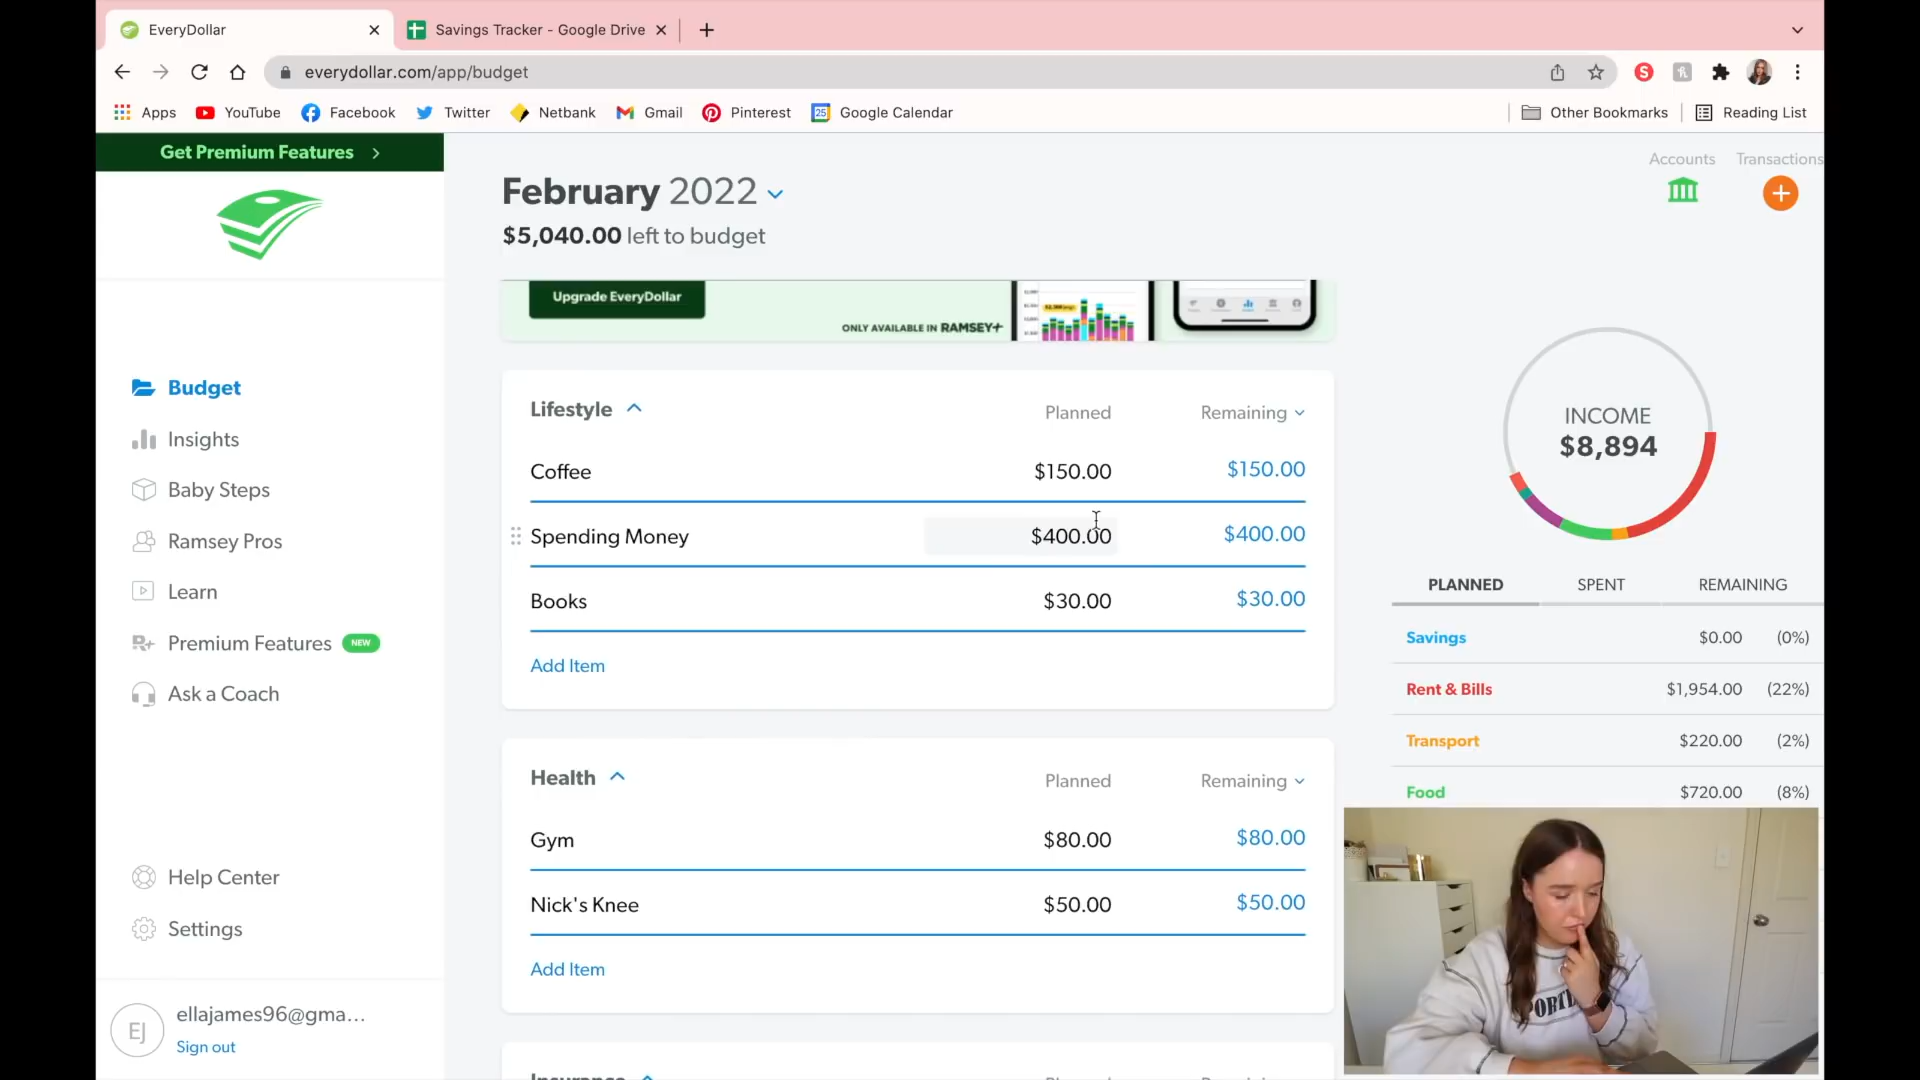 EveryDollar
Savings Tracker - Google Drive
everydollar.com/app/budget
Apps
YouTube
Facebook
Twitter
Netbank
Gmail
Pinterest
25
Google Calendar
Other Bookmarks
Reading List
Get Premium Features
Budget
Insights
Baby Steps
Ramsey Pros
Learn
Premium Features NEW
Ask a Coach
Help Center
Settings
EJ
ellajames96@gma...
Sign out
February 2022
$5,040.00 left to budget
Accounts
Transactions
Upgrade EveryDollar
ONLY AVAILABLE IN RAMSEY+
Lifestyle Planned Remaining
Coffee $150.00 $150.00
Spending Money $400.00 $400.00
Books $30.00 $30.00
Add Item
Health Planned Remaining
Gym $80.00 $80.00
Nick's Knee $50.00 $50.00
Add Item
INCOME
$8,894
PLANNED SPENT REMAINING
Savings $0.00 (0%)
Rent & Bills $1,954.00 (22%)
Transport $220.00 (2%)
Food $720.00 (8%)